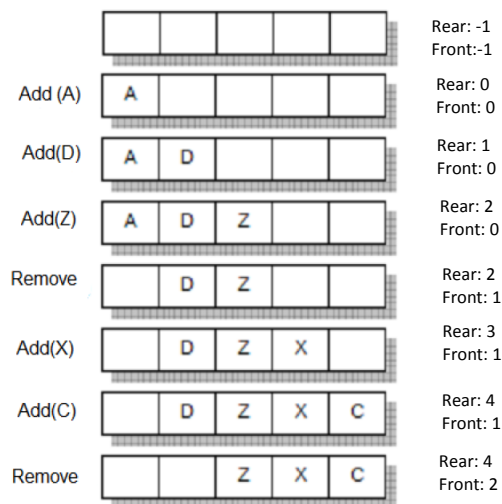 Rear: -1
Front:-1
Add (A) A Rear: 0
Front: 0
Add(D) A D Rear: 1
Front: 0
Add(Z) A D Z Rear: 2
Front: 0
Remove D Z Rear: 2
Front: 1
Add(X) D Z X Rear: 3
Front: 1
Add(C) D Z X C Rear: 4
Front: 1
Remove Z X C Rear: 4
Front: 2